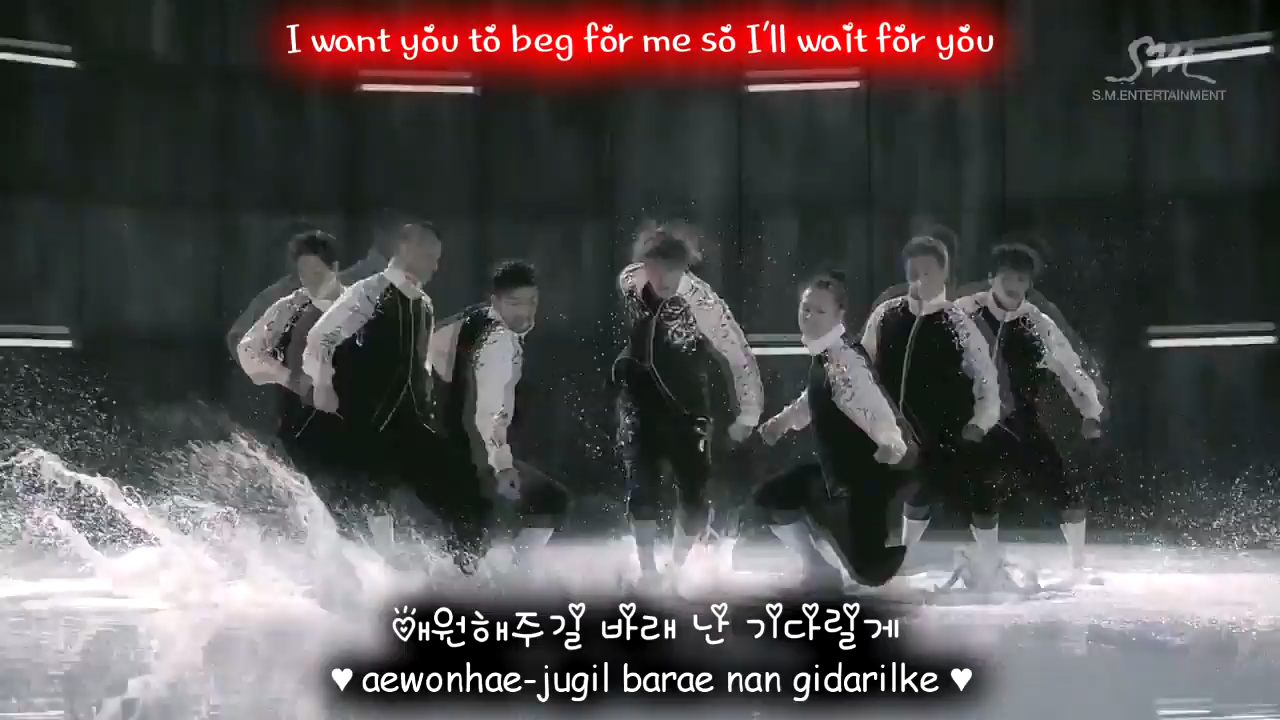 I want you to beg for me so I'll wait for you
SM
S.M.ENTERTAINMENT
애원해주길 바래 난 기다릴게
♥ aewonhae-jugil barae nan gidarilke ♥